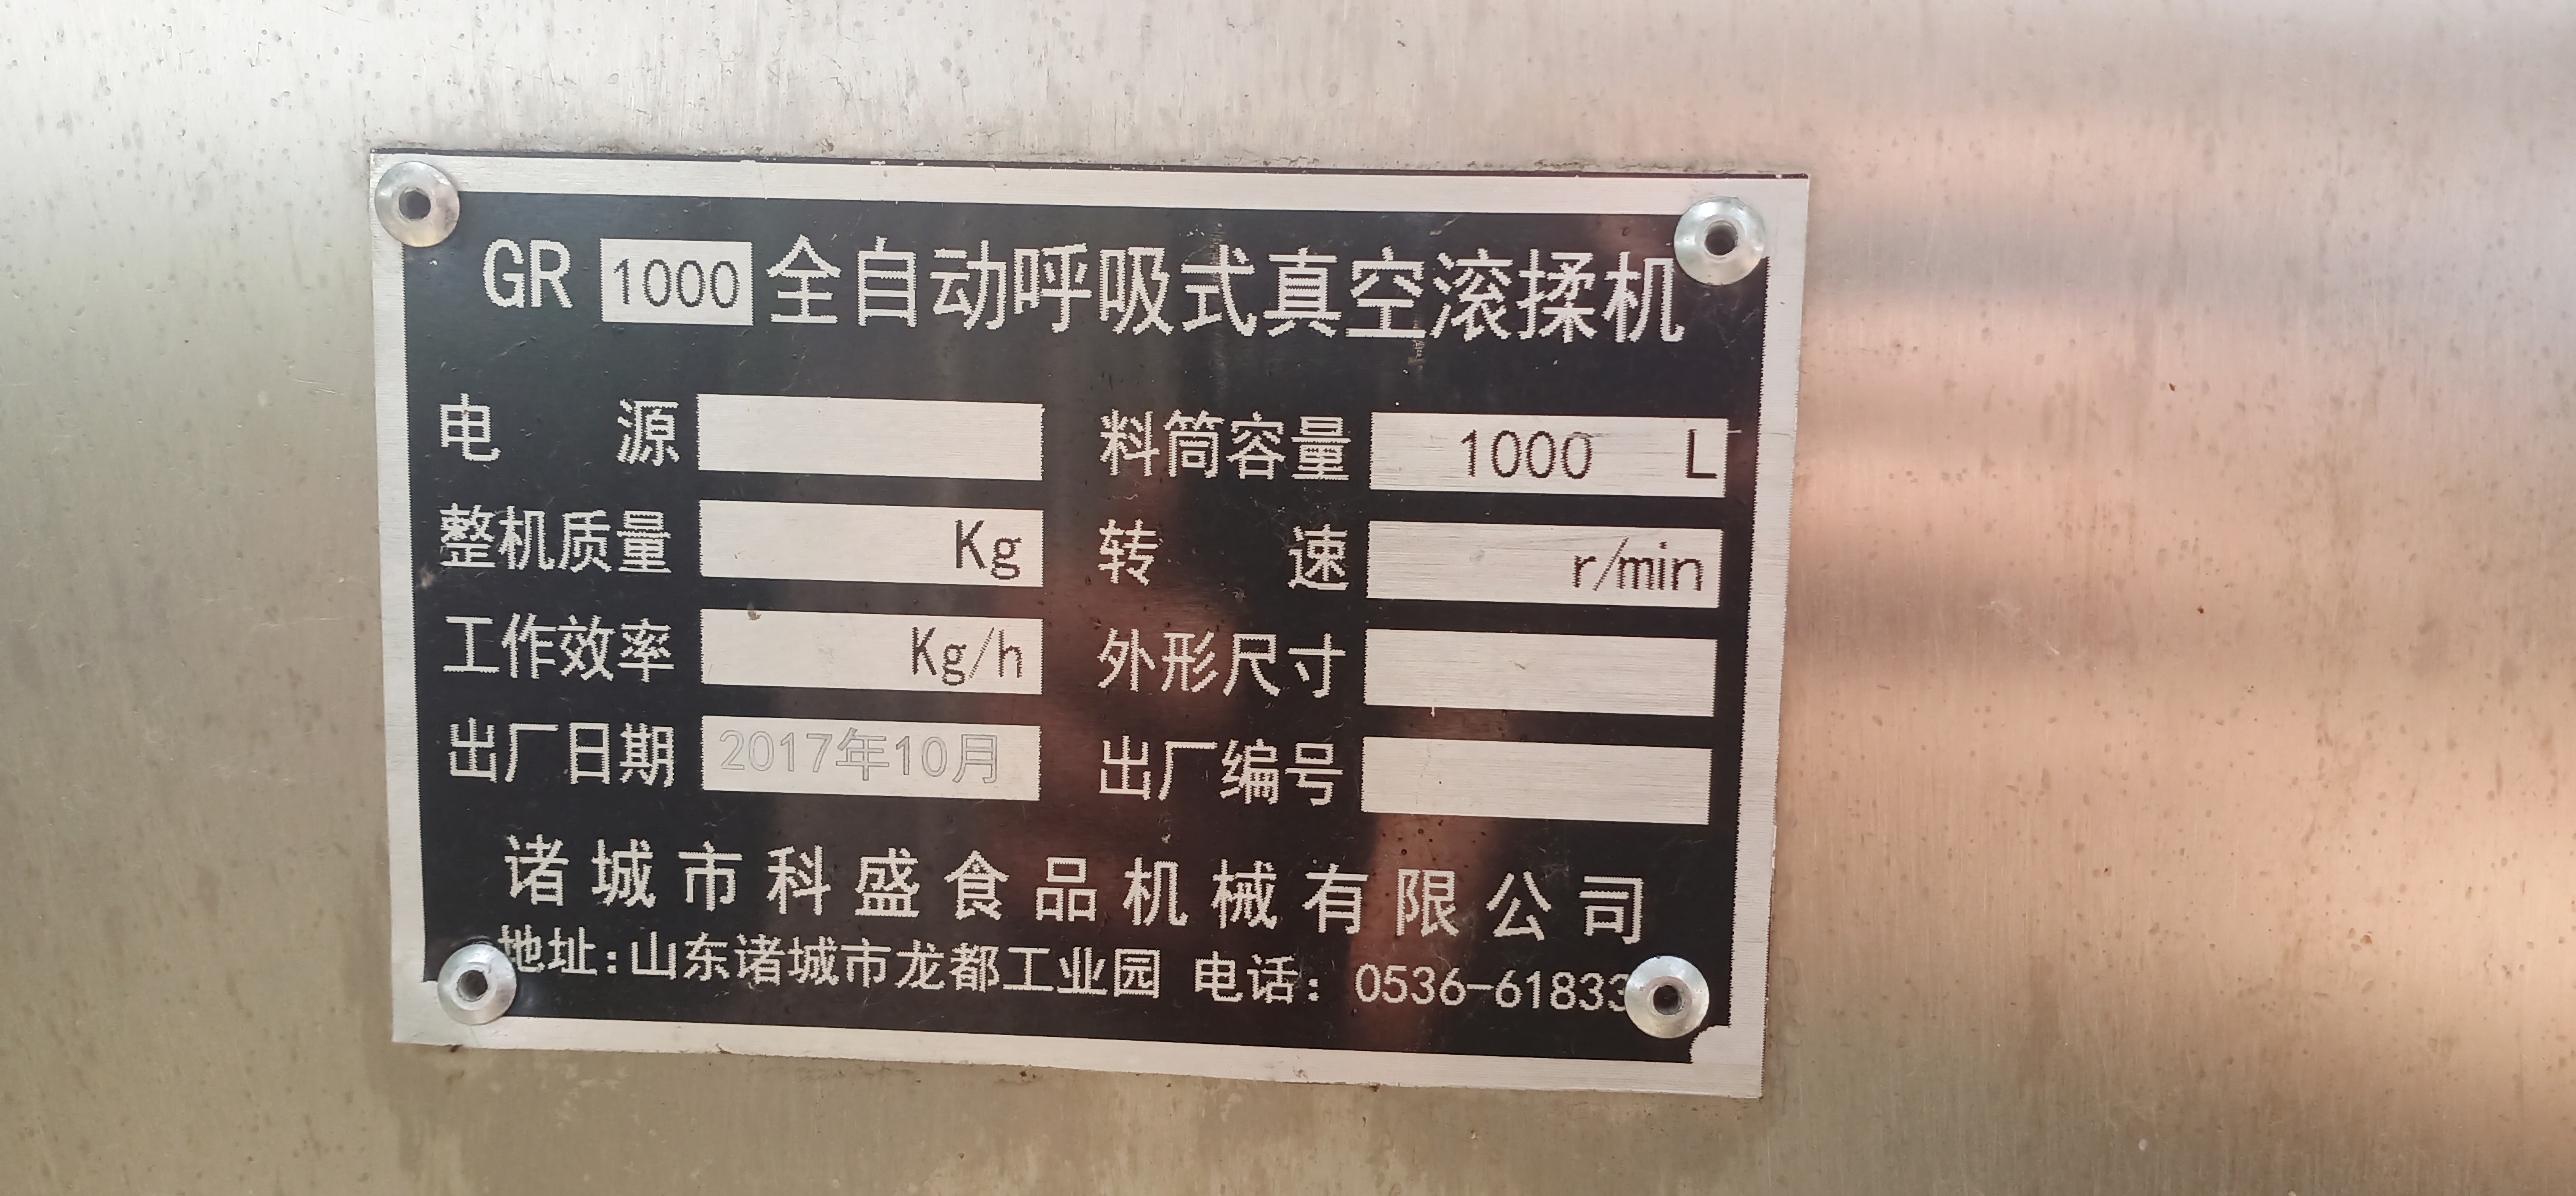 GR 1000 全自动呼吸式真空滚揉机
电 源 料筒容量 1000 L
整机质量 Kg 转 速 r/min
工作效率 Kg/h 外形尺寸
出厂日期 2017年10月 出厂编号
诸城市科盛食品机械有限公司
地址:山东诸城市龙都工业园 电话: 0536-61833